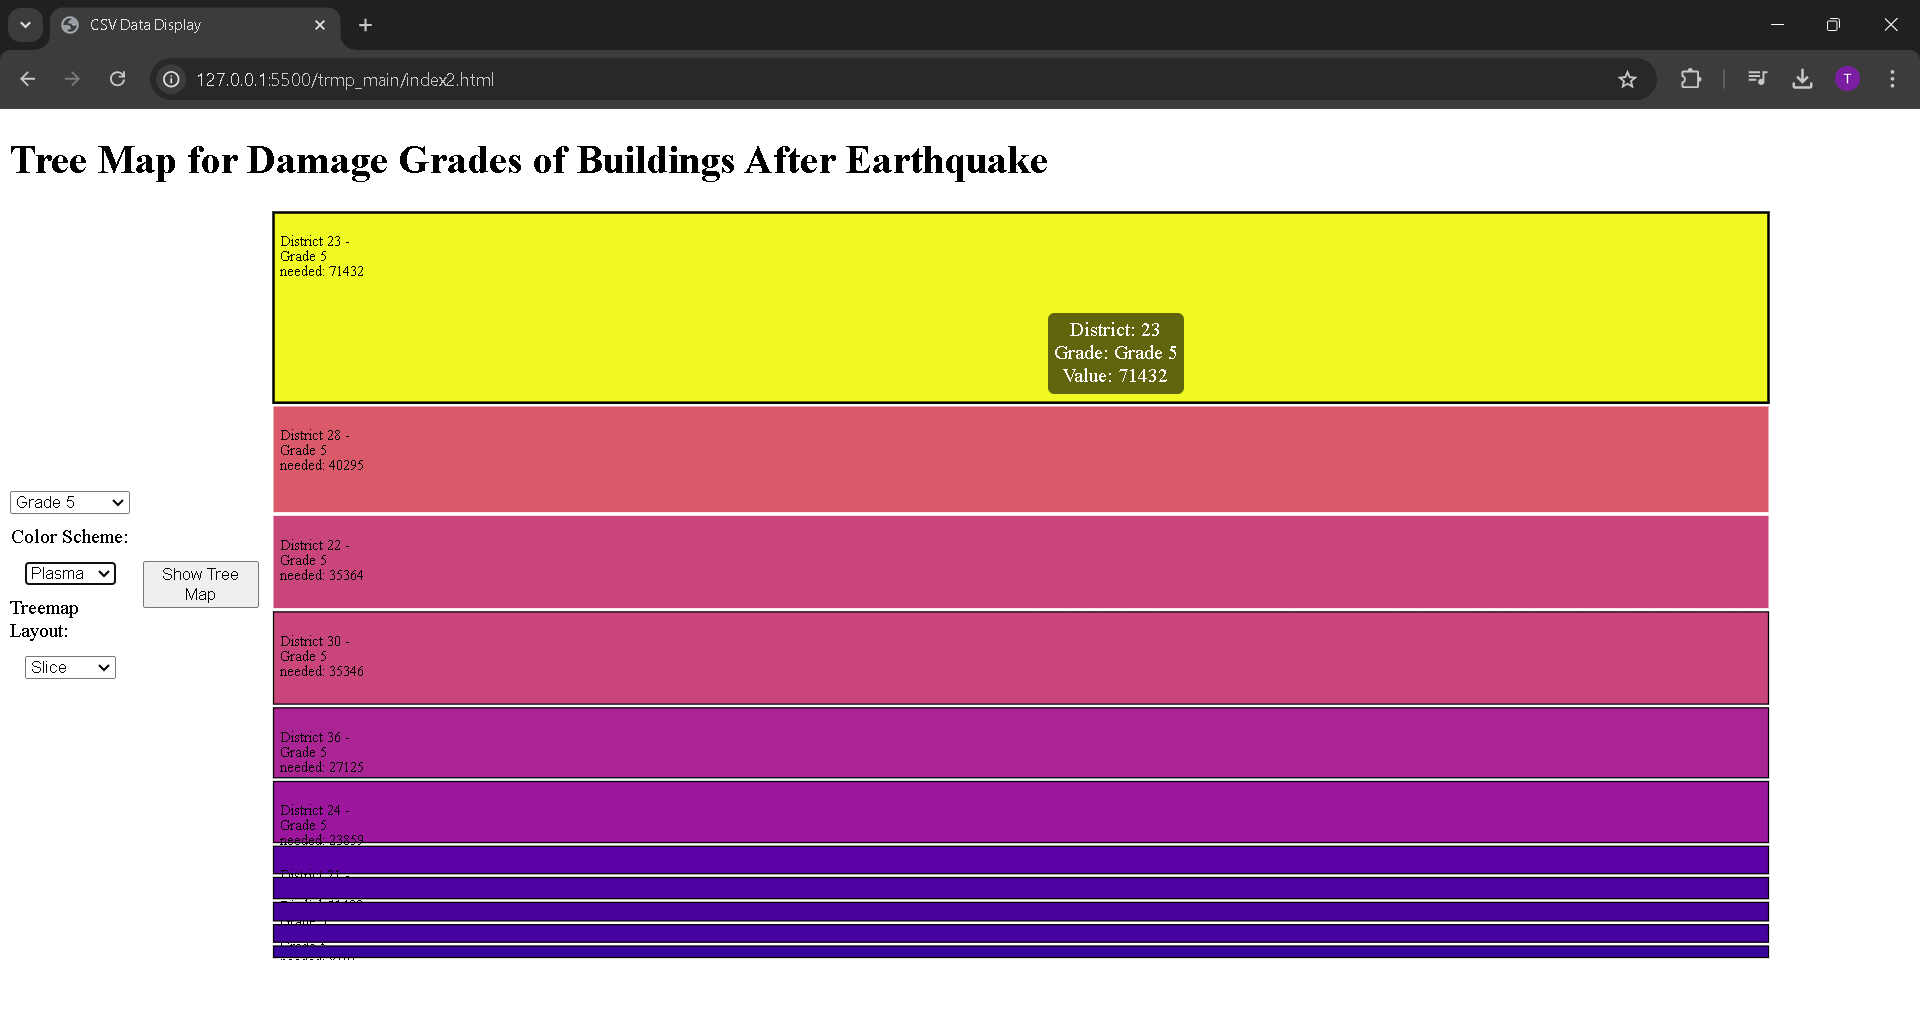 CSV Data Display
127.0.0.1:5500/trmp_main/index2.html
T
Tree Map for Damage Grades of Buildings After Earthquake
Grade 5
Color Scheme:
Plasma
Treemap
Layout:
Slice
Show Tree
Map
District 23 -
Grade 5
needed: 71432
District: 23
Grade: Grade 5
Value: 71432
District 28 -
Grade 5
needed: 40295
District 22 -
Grade 5
needed: 35364
District 30 -
Grade 5
needed: 35346
District 36 -
Grade 5
needed: 27125
District 24 -
Grade 5
needed: 23859